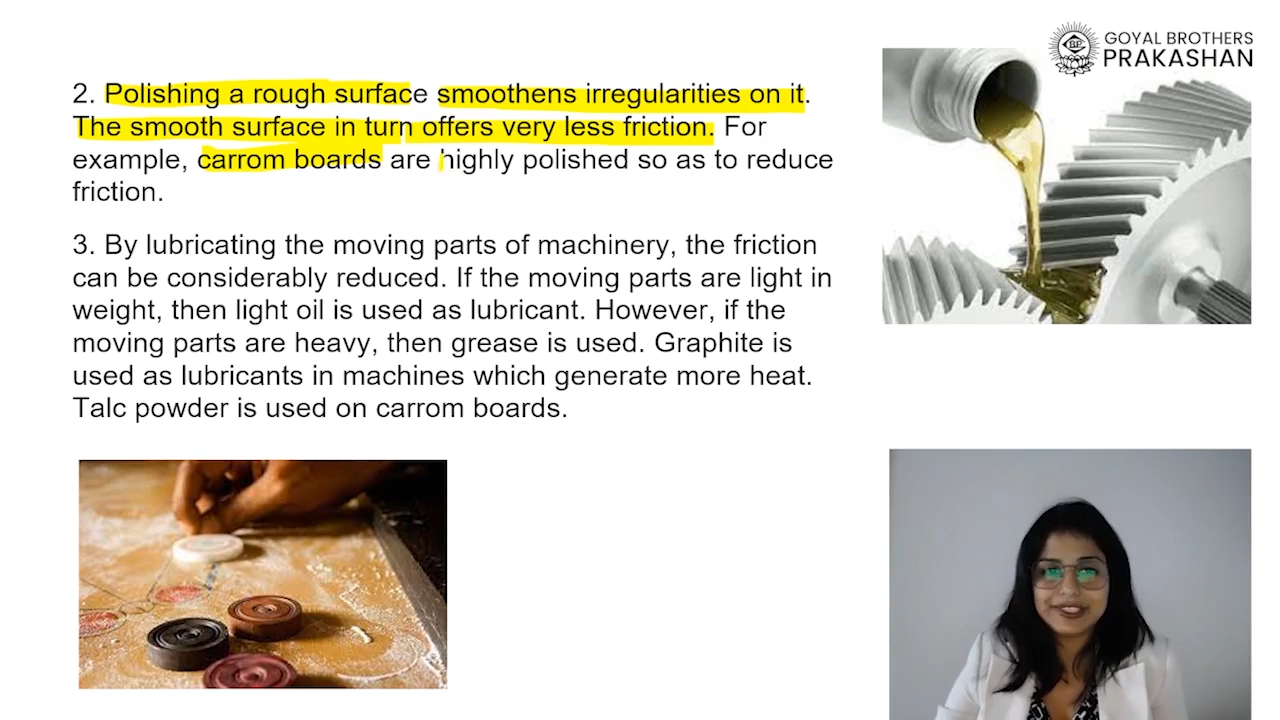 GOYAL BROTHERS
PRAKASHAN
GBP
2. Polishing a rough surface smoothens irregularities on it.
The smooth surface in turn offers very less friction. For
example, carrom boards are highly polished so as to reduce
friction.
3. By lubricating the moving parts of machinery, the friction
can be considerably reduced. If the moving parts are light in
weight, then light oil is used as lubricant. However, if the
moving parts are heavy, then grease is used. Graphite is
used as lubricants in machines which generate more heat.
Talc powder is used on carrom boards.